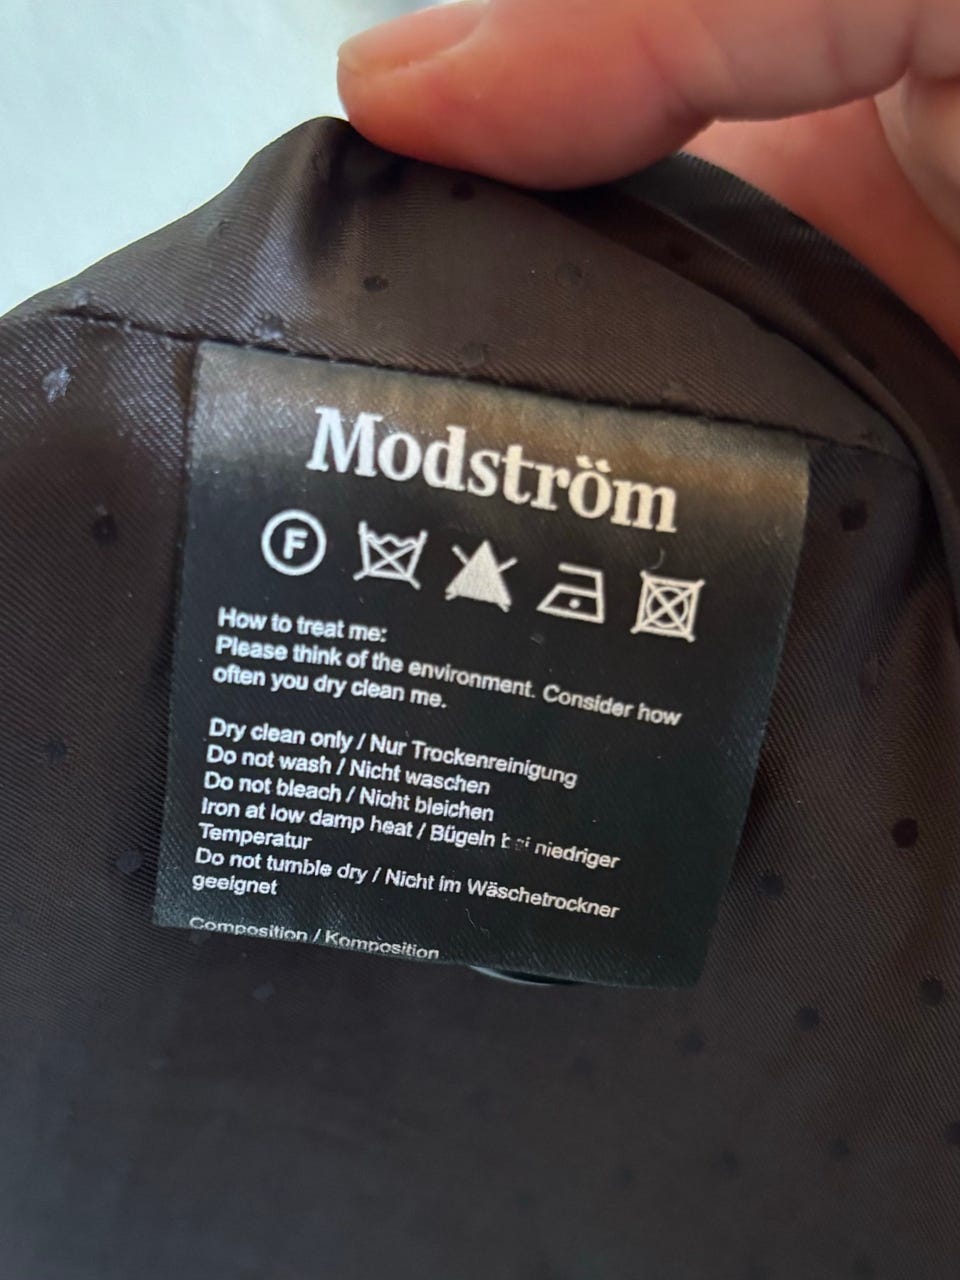 Modström
F
How to treat me:
Please think of the environment. Consider how
often you dry clean me.
Dry clean only / Nur Trockenreinigung
Do not wash / Nicht waschen
Do not bleach / Nicht bleichen
Iron at low damp heat / Bügeln bei niedriger
Temperatur
Do not tumble dry / Nicht im Wäschetrockner
geeignet
Composition / Komposition